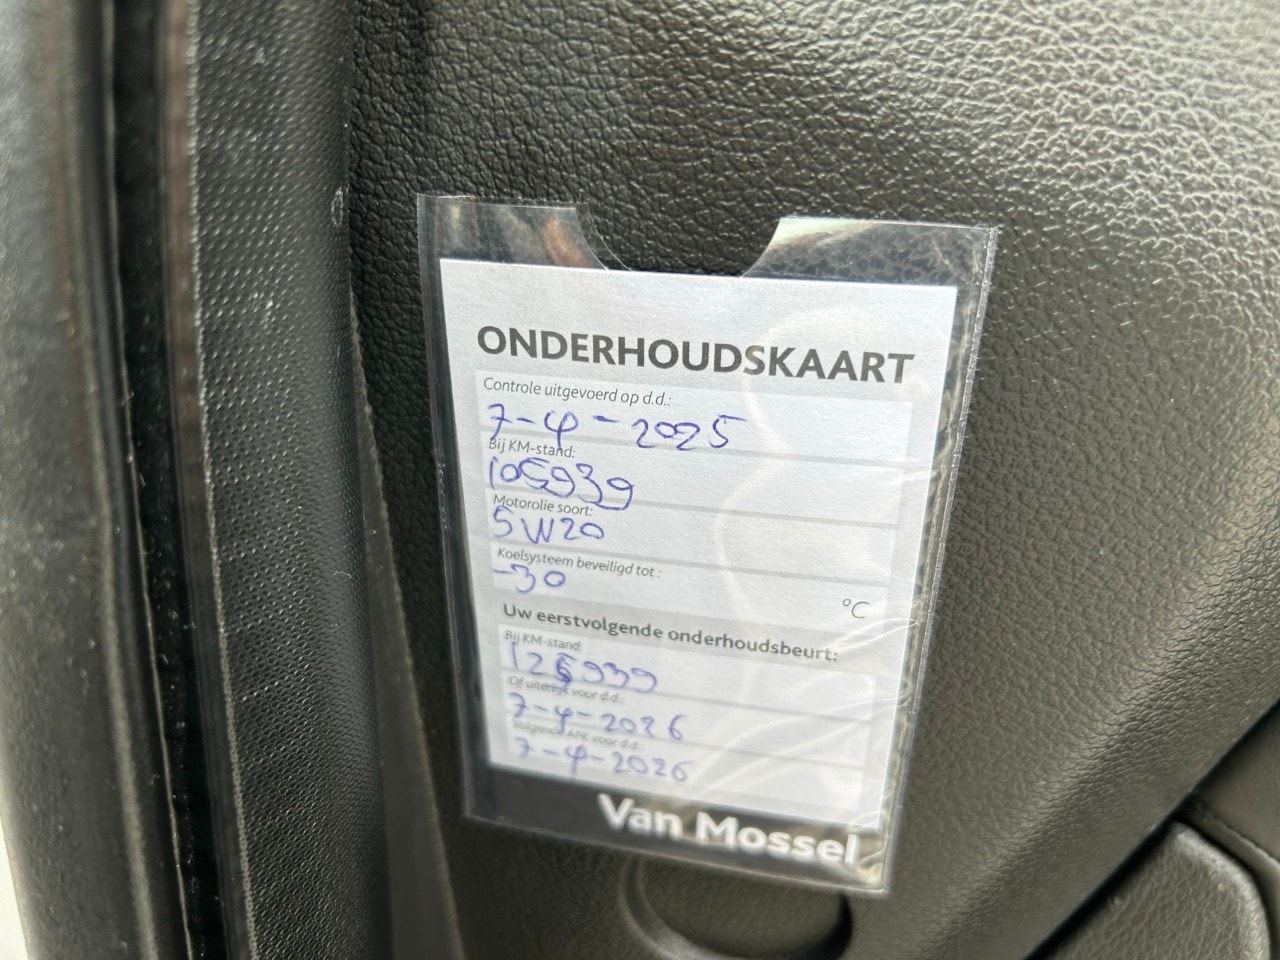 ONDERHOUDSKAART
Controle uitgevoerd op d.d.:
7-4-2025
Bij KM-stand:
105939
Motorolie soort:
5W20
Koelsysteem beveiligd tot:
-30 °C
Uw eerstvolgende onderhoudsbeurt:
Bij KM-stand:
125939
Of uiterlijk voor d.d.:
7-4-2026
Volgende APK voor d.d.:
7-4-2026
Van Mossel